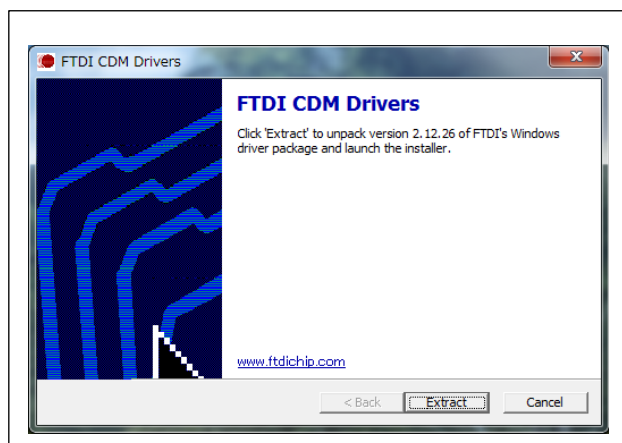 FTDI CDM Drivers
FTDI CDM Drivers
Click 'Extract' to unpack version 2.12.26 of FTDI's Windows
driver package and launch the installer.
www.ftdichip.com
< Back Extract Cancel